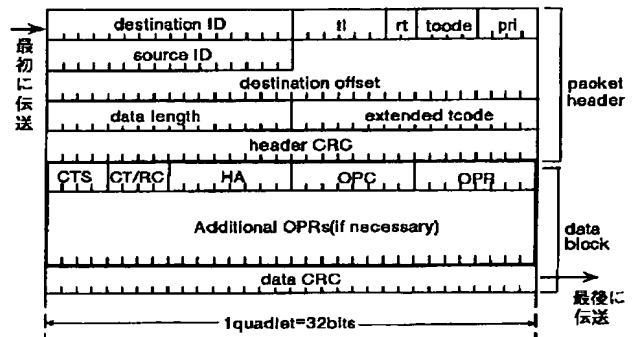 destination ID tl rt tcode pri
source ID
destination offset
data length extended tcode
header CRC
CTS CT/RC HA OPC OPR
Additional OPRs(if necessary)
data CRC
1quadlet=32bits
最初に伝送
packet header
data block
最後に伝送